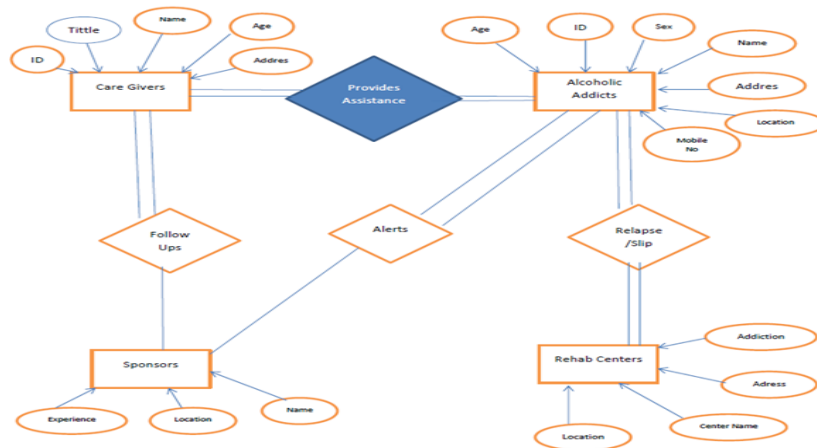 Tittle
Name
Age
ID
Addres
Care Givers
Provides
Assistance
Age
ID
Sex
Name
Alcoholic
Addicts
Addres
Location
Mobile
No
Follow
Ups
Alerts
Relapse
/Slip
Sponsors
Experience
Location
Name
Rehab Centers
Addiction
Adress
Center Name
Location